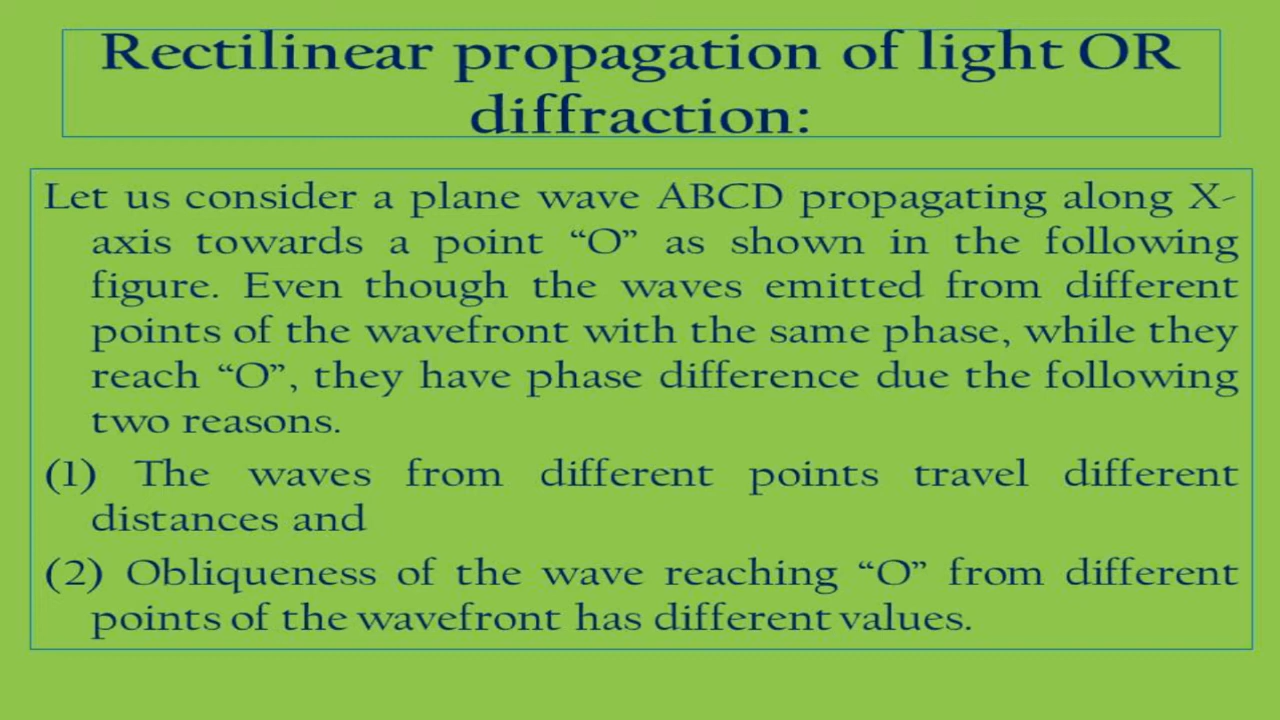 Rectilinear propagation of light OR
diffraction:
Let us consider a plane wave ABCD propagating along X-
axis towards a point “O” as shown in the following
figure. Even though the waves emitted from different
points of the wavefront with the same phase, while they
reach “O”, they have phase difference due the following
two reasons.
(1) The waves from different points travel different
distances and
(2) Obliqueness of the wave reaching “O” from different
points of the wavefront has different values.